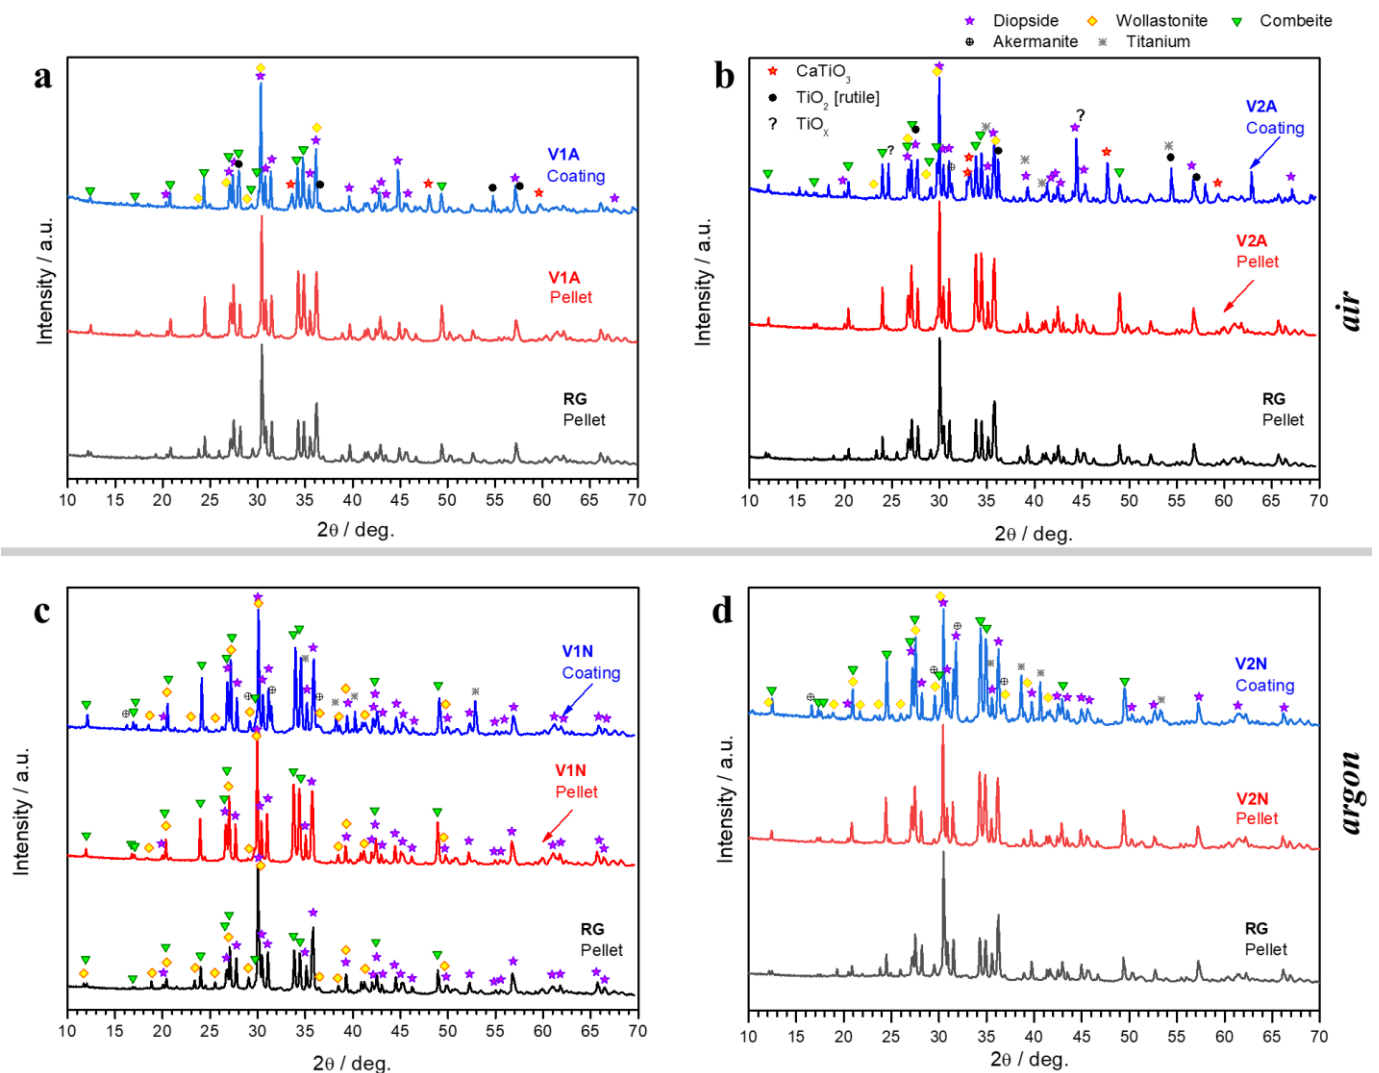 Diopside Wollastonite Combeite
Akermanite Titanium
a
V1A
Coating
V1A
Pellet
RG
Pellet
Intensity / a.u.
10 15 20 25 30 35 40 45 50 55 60 65 70
2θ / deg.
b
CaTiO3
TiO2 [rutile]
TiOX
?
?
?
V2A
Coating
V2A
Pellet
RG
Pellet
Intensity / a.u.
10 15 20 25 30 35 40 45 50 55 60 65 70
2θ / deg.
air
c
V1N
Coating
V1N
Pellet
RG
Pellet
Intensity / a.u.
10 15 20 25 30 35 40 45 50 55 60 65 70
2θ / deg.
d
V2N
Coating
V2N
Pellet
RG
Pellet
Intensity / a.u.
10 15 20 25 30 35 40 45 50 55 60 65 70
2θ / deg.
argon